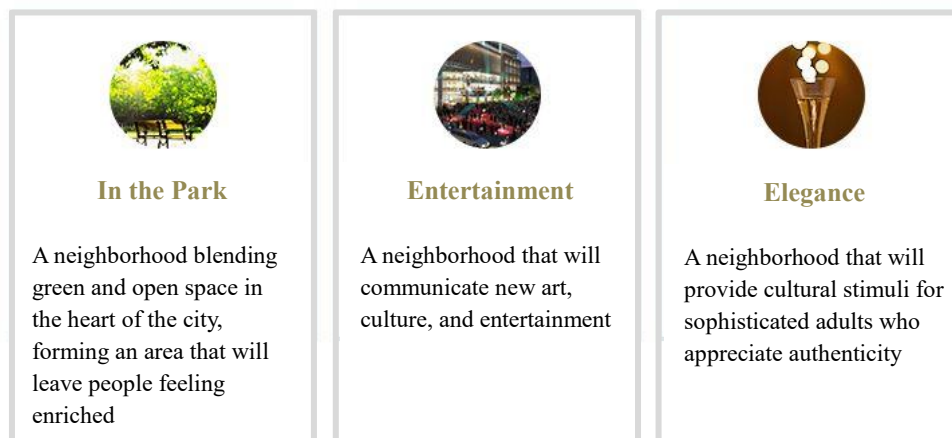 In the Park
A neighborhood blending
green and open space in
the heart of the city,
forming an area that will
leave people feeling
enriched
Entertainment
A neighborhood that will
communicate new art,
culture, and entertainment
Elegance
A neighborhood that will
provide cultural stimuli for
sophisticated adults who
appreciate authenticity